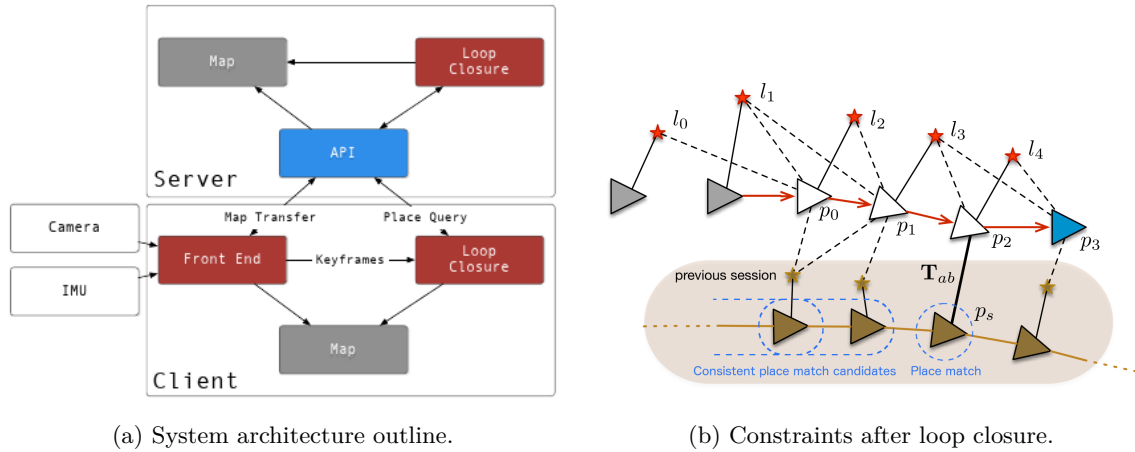 Map
Loop
Closure
API
Server
Map Transfer
Place Query
Camera
IMU
Front End
Keyframes
Loop
Closure
Map
Client
(a) System architecture outline.
l₀
l₁
l₂
l₃
l₄
p₀
p₁
p₂
p₃
previous session
T_ab
p_s
Consistent place match candidates
Place match
(b) Constraints after loop closure.